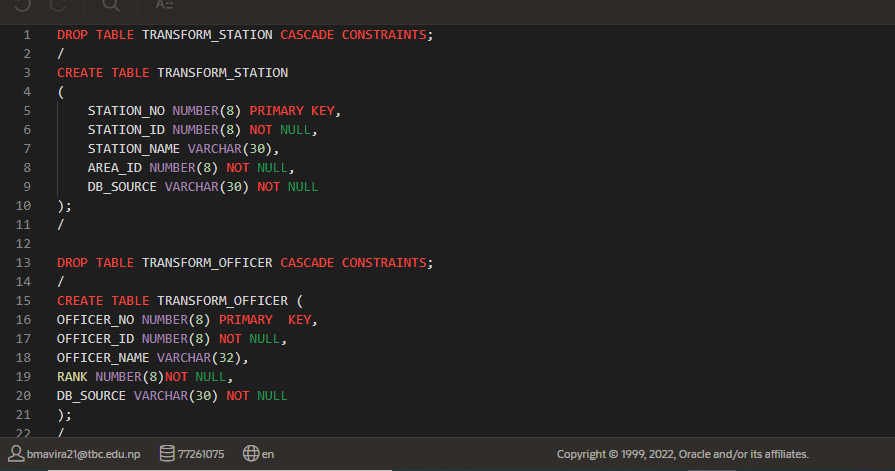 1 DROP TABLE TRANSFORM_STATION CASCADE CONSTRAINTS;
2 /
3 CREATE TABLE TRANSFORM_STATION
4 (
5 STATION_NO NUMBER(8) PRIMARY KEY,
6 STATION_ID NUMBER(8) NOT NULL,
7 STATION_NAME VARCHAR(30),
8 AREA_ID NUMBER(8) NOT NULL,
9 DB_SOURCE VARCHAR(30) NOT NULL
10 );
11 /
12
13 DROP TABLE TRANSFORM_OFFICER CASCADE CONSTRAINTS;
14 /
15 CREATE TABLE TRANSFORM_OFFICER (
16 OFFICER_NO NUMBER(8) PRIMARY  KEY,
17 OFFICER_ID NUMBER(8) NOT NULL,
18 OFFICER_NAME VARCHAR(32),
19 RANK NUMBER(8)NOT NULL,
20 DB_SOURCE VARCHAR(30) NOT NULL
21 );
22 /
bmavira21@tbc.edu.np 77261075 en Copyright © 1999, 2022, Oracle and/or its affiliates.